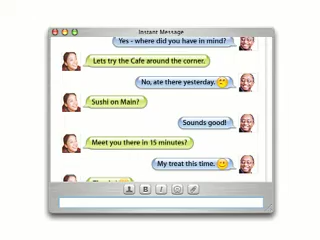 Instant Message
Yes - where did you have in mind?
Lets try the Cafe around the corner.
No, ate there yesterday.
Sushi on Main?
Sounds good!
Meet you there in 15 minutes?
My treat this time.
B
I